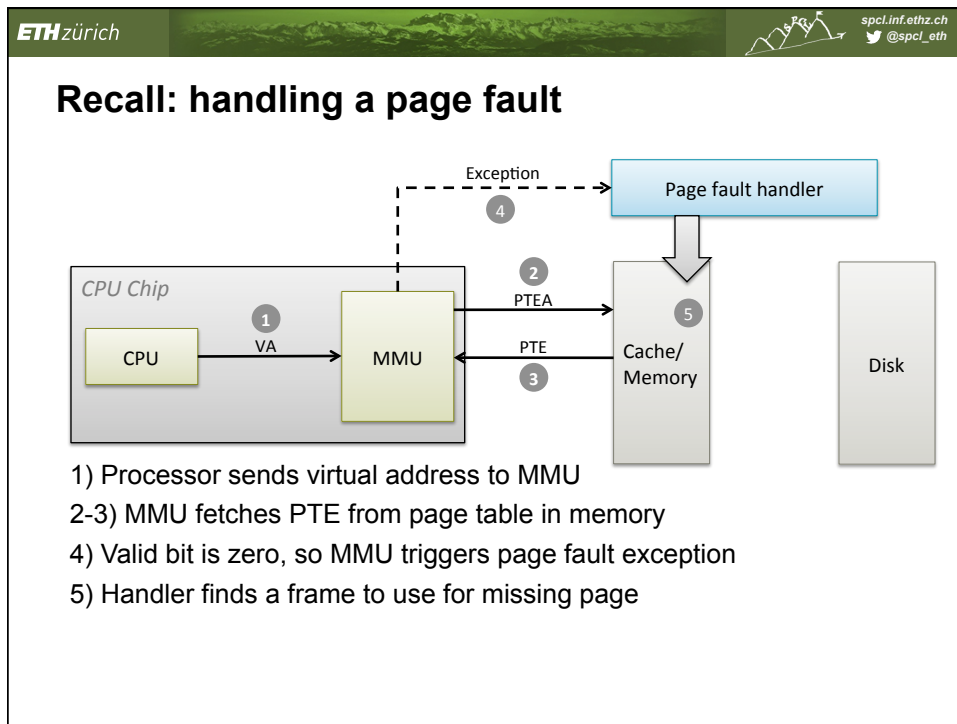 ETH zürich
spcl.inf.ethz.ch
@spcl_eth
Recall: handling a page fault
Exception
4
Page fault handler
CPU Chip
1
VA
CPU
MMU
2
PTEA
PTE
3
5
Cache/
Memory
Disk
1) Processor sends virtual address to MMU
2-3) MMU fetches PTE from page table in memory
4) Valid bit is zero, so MMU triggers page fault exception
5) Handler finds a frame to use for missing page